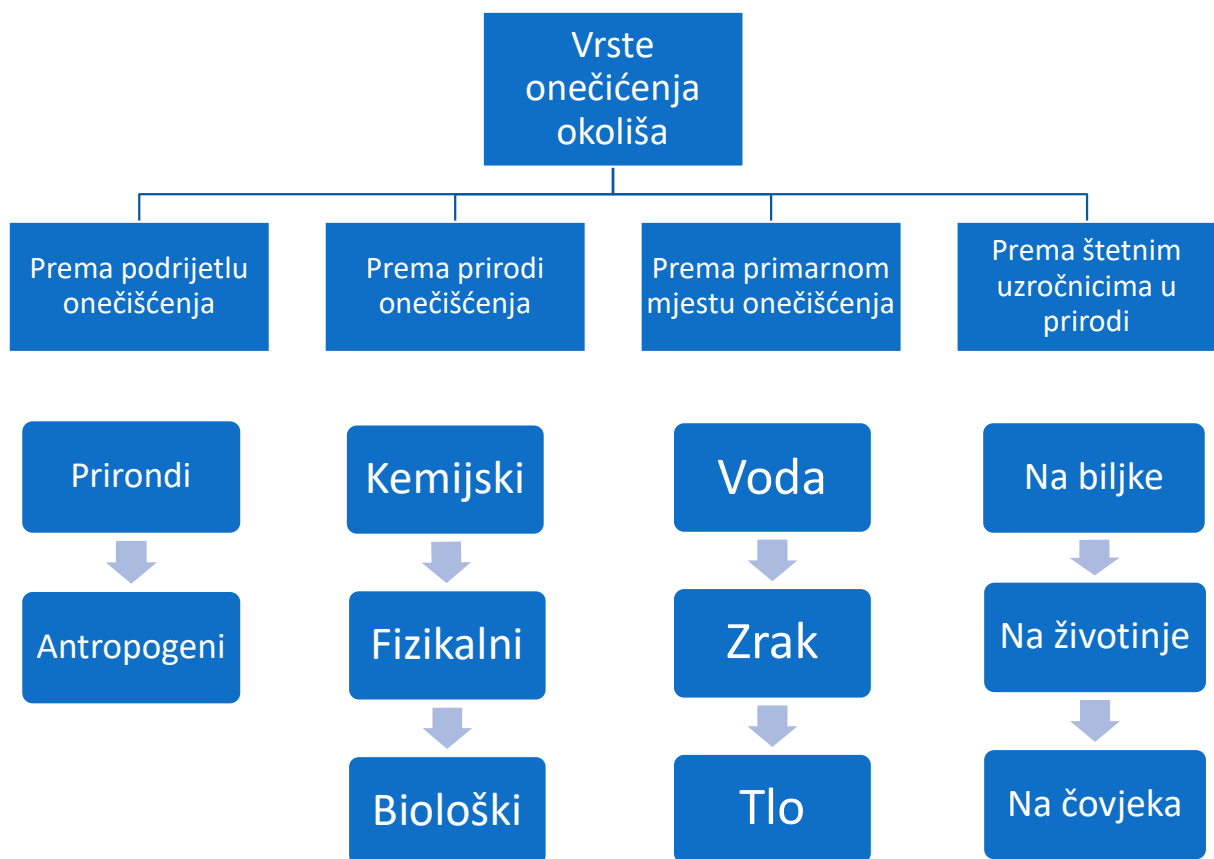 Vrste
onečićenja
okoliša
Prema podrijetlu
onečišćenja
Prema prirodi
onečišćenja
Prema primarnom
mjestu onečišćenja
Prema štetnim
uzročnicima u
prirodi
Prirondi
Antropogeni
Kemijski
Fizikalni
Biološki
Voda
Zrak
Tlo
Na biljke
Na životinje
Na čovjeka